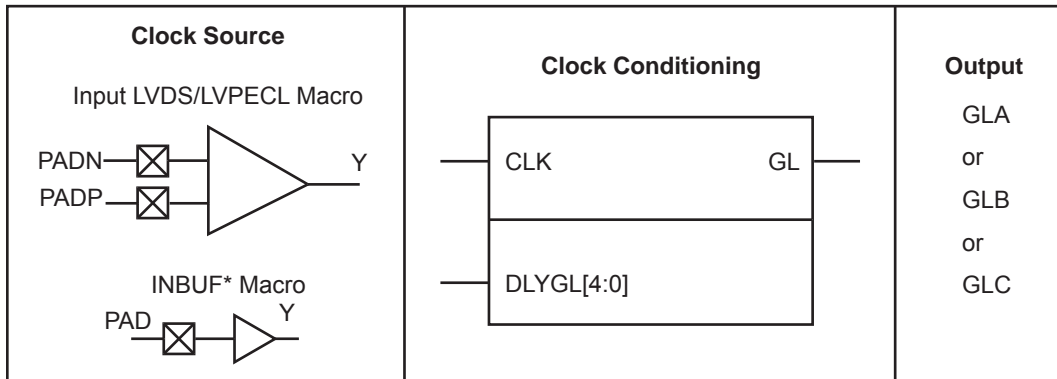 Clock Source
Input LVDS/LVPECL Macro
PADN
Y
PADP
INBUF* Macro
PAD
Y
Clock Conditioning
CLK
GL
DLYGL[4:0]
Output
GLA
or
GLB
or
GLC